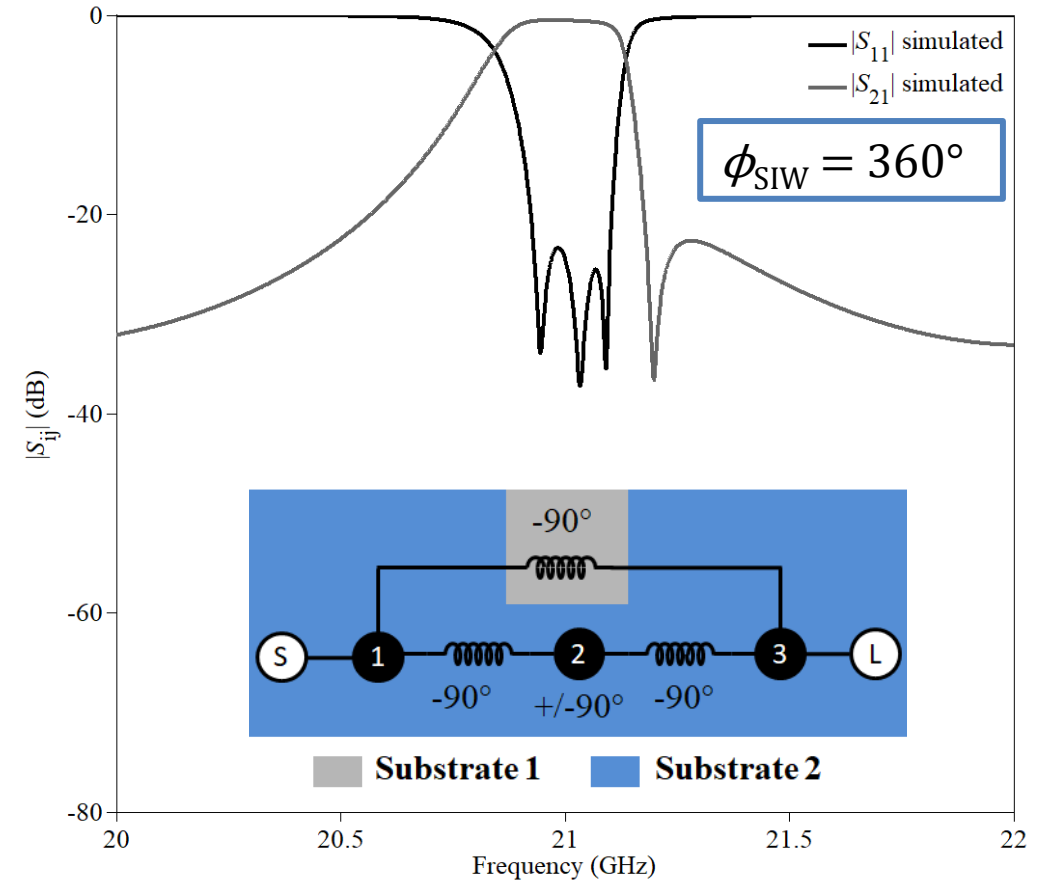 0
-20
-40
-60
-80
|Sij| (dB)
|S11| simulated
|S21| simulated
ϕSIW = 360°
-90°
S
1
2
3
L
-90°
+/-90°
-90°
Substrate 1
Substrate 2
20
20.5
21
21.5
22
Frequency (GHz)